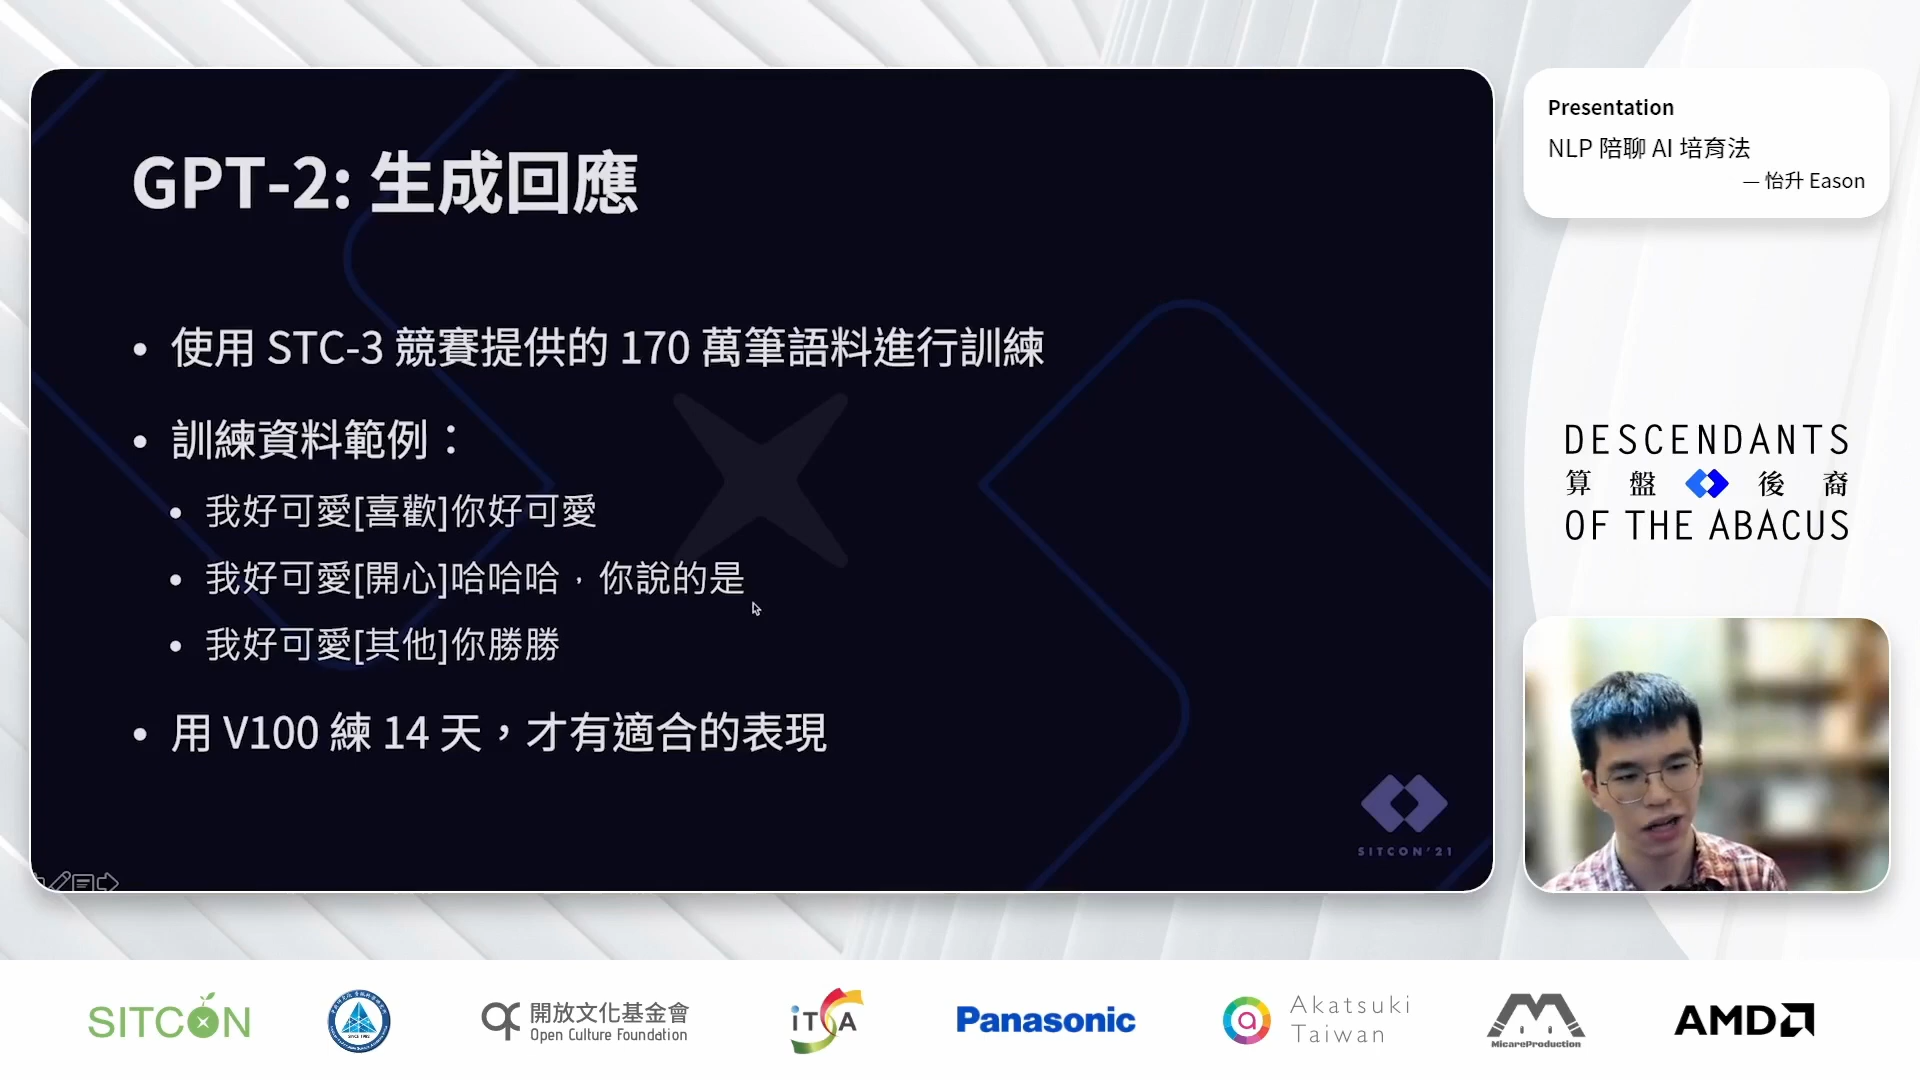 GPT-2: 生成回應
使用 STC-3 競賽提供的 170 萬筆語料進行訓練
訓練資料範例：
我好可愛[喜歡]你好可愛
我好可愛[開心]哈哈哈，你說的是
我好可愛[其他]你勝勝
用 V100 練 14 天，才有適合的表現
SITCON'21
Presentation
NLP 陪聊 AI 培育法
— 怡升 Eason
DESCENDANTS
算盤後裔
OF THE ABACUS
SITCON
開放文化基金會
Open Culture Foundation
iTSA
Panasonic
Akatsuki
Taiwan
MicareProduction
AMD